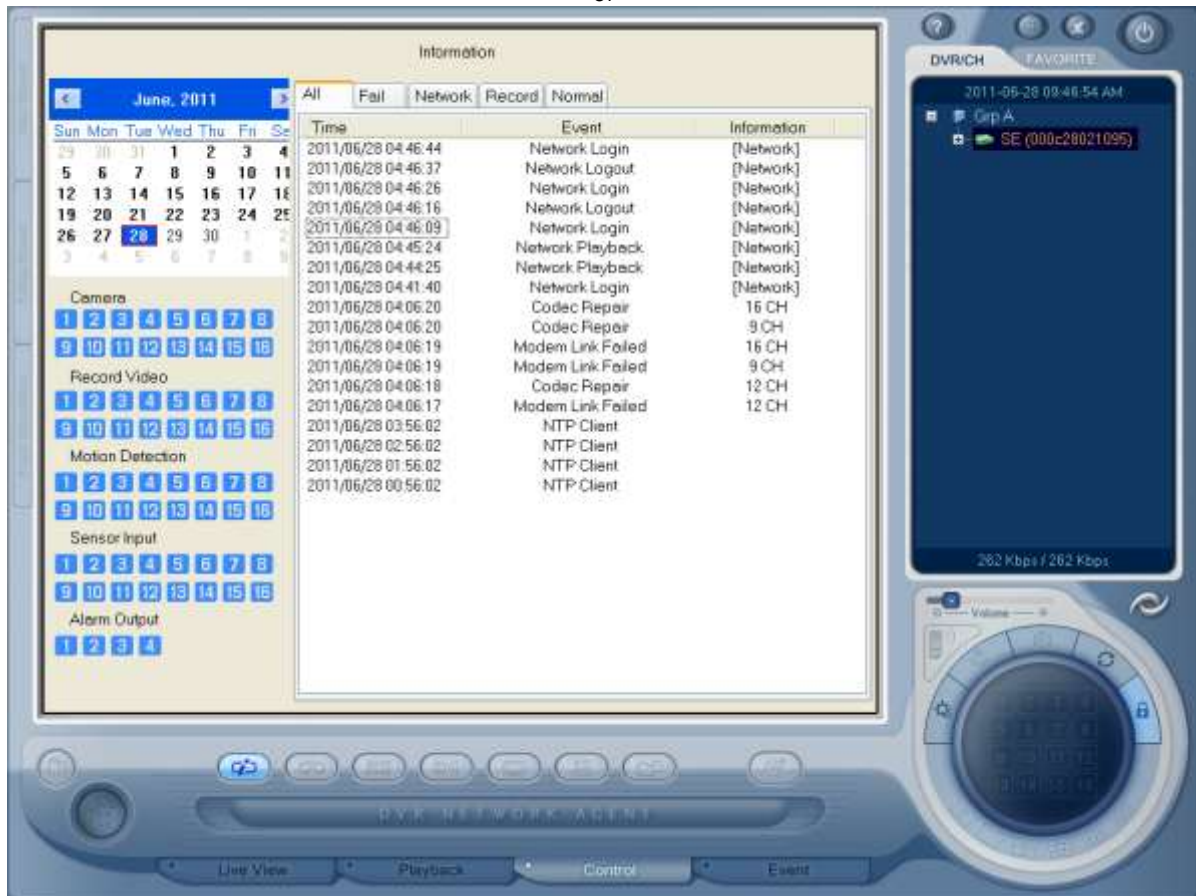 Information
DVR/CH
FAVORITE
2011-06-28 09:46:54 AM
Grp A
SE (000c28021095)
262 Kbps / 262 Kbps
Volume
June, 2011
Sun Mon Tue Wed Thu Fri Sa
29 30 31 1 2 3 4
5 6 7 8 9 10 11
12 13 14 15 16 17 18
19 20 21 22 23 24 25
26 27 28 29 30 1 2
3 4 5 6 7 8 9
Camera
1 2 3 4 5 6 7 8
9 10 11 12 13 14 15 16
Record Video
1 2 3 4 5 6 7 8
9 10 11 12 13 14 15 16
Motion Detection
1 2 3 4 5 6 7 8
9 10 11 12 13 14 15 16
Sensor Input
1 2 3 4 5 6 7 8
9 10 11 12 13 14 15 16
Alarm Output
1 2 3 4
All Fail Network Record Normal
Time Event Information
2011/06/28 04:46:44 Network Login [Network]
2011/06/28 04:46:37 Network Logout [Network]
2011/06/28 04:46:26 Network Login [Network]
2011/06/28 04:46:16 Network Logout [Network]
2011/06/28 04:46:09 Network Login [Network]
2011/06/28 04:45:24 Network Playback [Network]
2011/06/28 04:44:25 Network Playback [Network]
2011/06/28 04:41:40 Network Login [Network]
2011/06/28 04:06:20 Codec Repair 16 CH
2011/06/28 04:06:20 Codec Repair 9 CH
2011/06/28 04:06:19 Modem Link Failed 16 CH
2011/06/28 04:06:19 Modem Link Failed 9 CH
2011/06/28 04:06:18 Codec Repair 12 CH
2011/06/28 04:06:17 Modem Link Failed 12 CH
2011/06/28 03:56:02 NTP Client
2011/06/28 02:56:02 NTP Client
2011/06/28 01:56:02 NTP Client
2011/06/28 00:56:02 NTP Client
DVR NETWORK AGENT
Live View
Playback
Control
Event